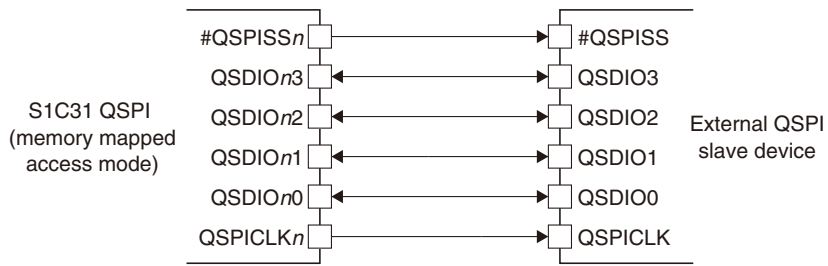 #QSPISSn
#QSPISS
QSDIOn3
QSDIO3
S1C31 QSPI
(memory mapped
access mode)
QSDIOn2
QSDIO2
External QSPI
slave device
QSDIOn1
QSDIO1
QSDIOn0
QSDIO0
QSPICLKn
QSPICLK